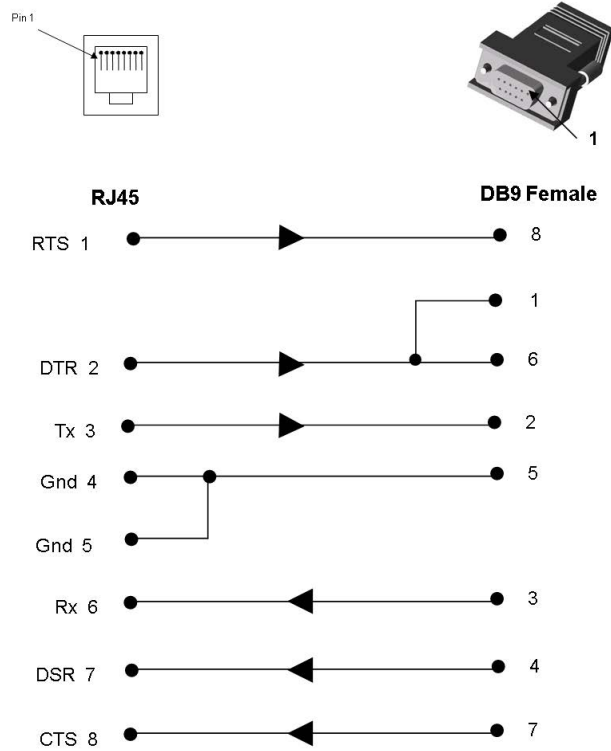 Pin 1
1
RJ45 DB9 Female
RTS 1 8
1
DTR 2 6
Tx 3 2
Gnd 4 5
Gnd 5
Rx 6 3
DSR 7 4
CTS 8 7